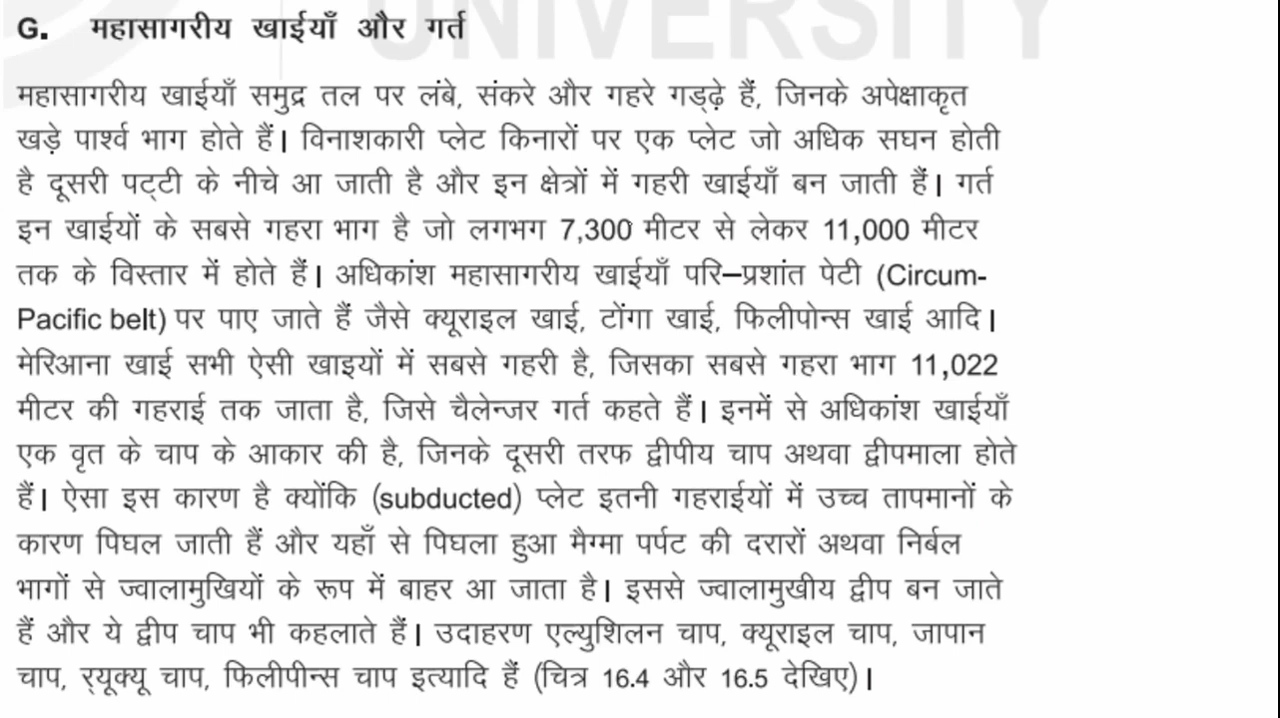 UNIVERSITY
G. महासागरीय खाईयाँ और गर्त
महासागरीय खाईयाँ समुद्र तल पर लंबे, संकरे और गहरे गड्ढ़े हैं, जिनके अपेक्षाकृत
खड़े पार्श्व भाग होते हैं। विनाशकारी प्लेट किनारों पर एक प्लेट जो अधिक सघन होती
है दूसरी पट्टी के नीचे आ जाती है और इन क्षेत्रों में गहरी खाईयाँ बन जाती हैं। गर्त
इन खाईयों के सबसे गहरा भाग है जो लगभग 7,300 मीटर से लेकर 11,000 मीटर
तक के विस्तार में होते हैं। अधिकांश महासागरीय खाईयाँ परि–प्रशांत पेटी (Circum-
Pacific belt) पर पाए जाते हैं जैसे क्यूराइल खाई, टोंगा खाई, फिलीपोन्स खाई आदि।
मेरिआना खाई सभी ऐसी खाइयों में सबसे गहरी है, जिसका सबसे गहरा भाग 11,022
मीटर की गहराई तक जाता है, जिसे चैलेन्जर गर्त कहते हैं। इनमें से अधिकांश खाईयाँ
एक वृत के चाप के आकार की है, जिनके दूसरी तरफ द्वीपीय चाप अथवा द्वीपमाला होते
हैं। ऐसा इस कारण है क्योंकि (subducted) प्लेट इतनी गहराईयों में उच्च तापमानों के
कारण पिघल जाती हैं और यहाँ से पिघला हुआ मैग्मा पर्पट की दरारों अथवा निर्बल
भागों से ज्वालामुखियों के रूप में बाहर आ जाता है। इससे ज्वालामुखीय द्वीप बन जाते
हैं और ये द्वीप चाप भी कहलाते हैं। उदाहरण एल्युशिलन चाप, क्यूराइल चाप, जापान
चाप, र्‌यूक्यू चाप, फिलीपीन्स चाप इत्यादि हैं (चित्र 16.4 और 16.5 देखिए)।